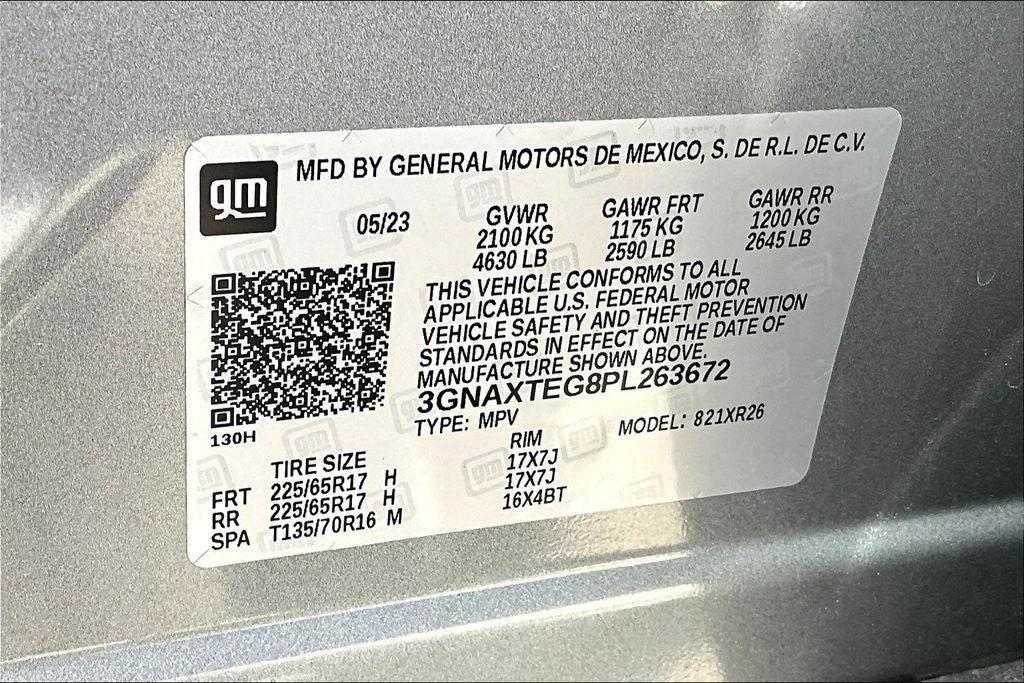 gm
MFD BY GENERAL MOTORS DE MEXICO, S. DE R.L. DE C.V.
05/23 GVWR GAWR FRT GAWR RR
2100 KG 1175 KG 1200 KG
4630 LB 2590 LB 2645 LB
THIS VEHICLE CONFORMS TO ALL
APPLICABLE U.S. FEDERAL MOTOR
VEHICLE SAFETY AND THEFT PREVENTION
STANDARDS IN EFFECT ON THE DATE OF
MANUFACTURE SHOWN ABOVE.
3GNAXTEG8PL263672
130H
TYPE: MPV MODEL: 821XR26
TIRE SIZE RIM
FRT 225/65R17 H 17X7J
RR 225/65R17 H 17X7J
SPA T135/70R16 M 16X4BT